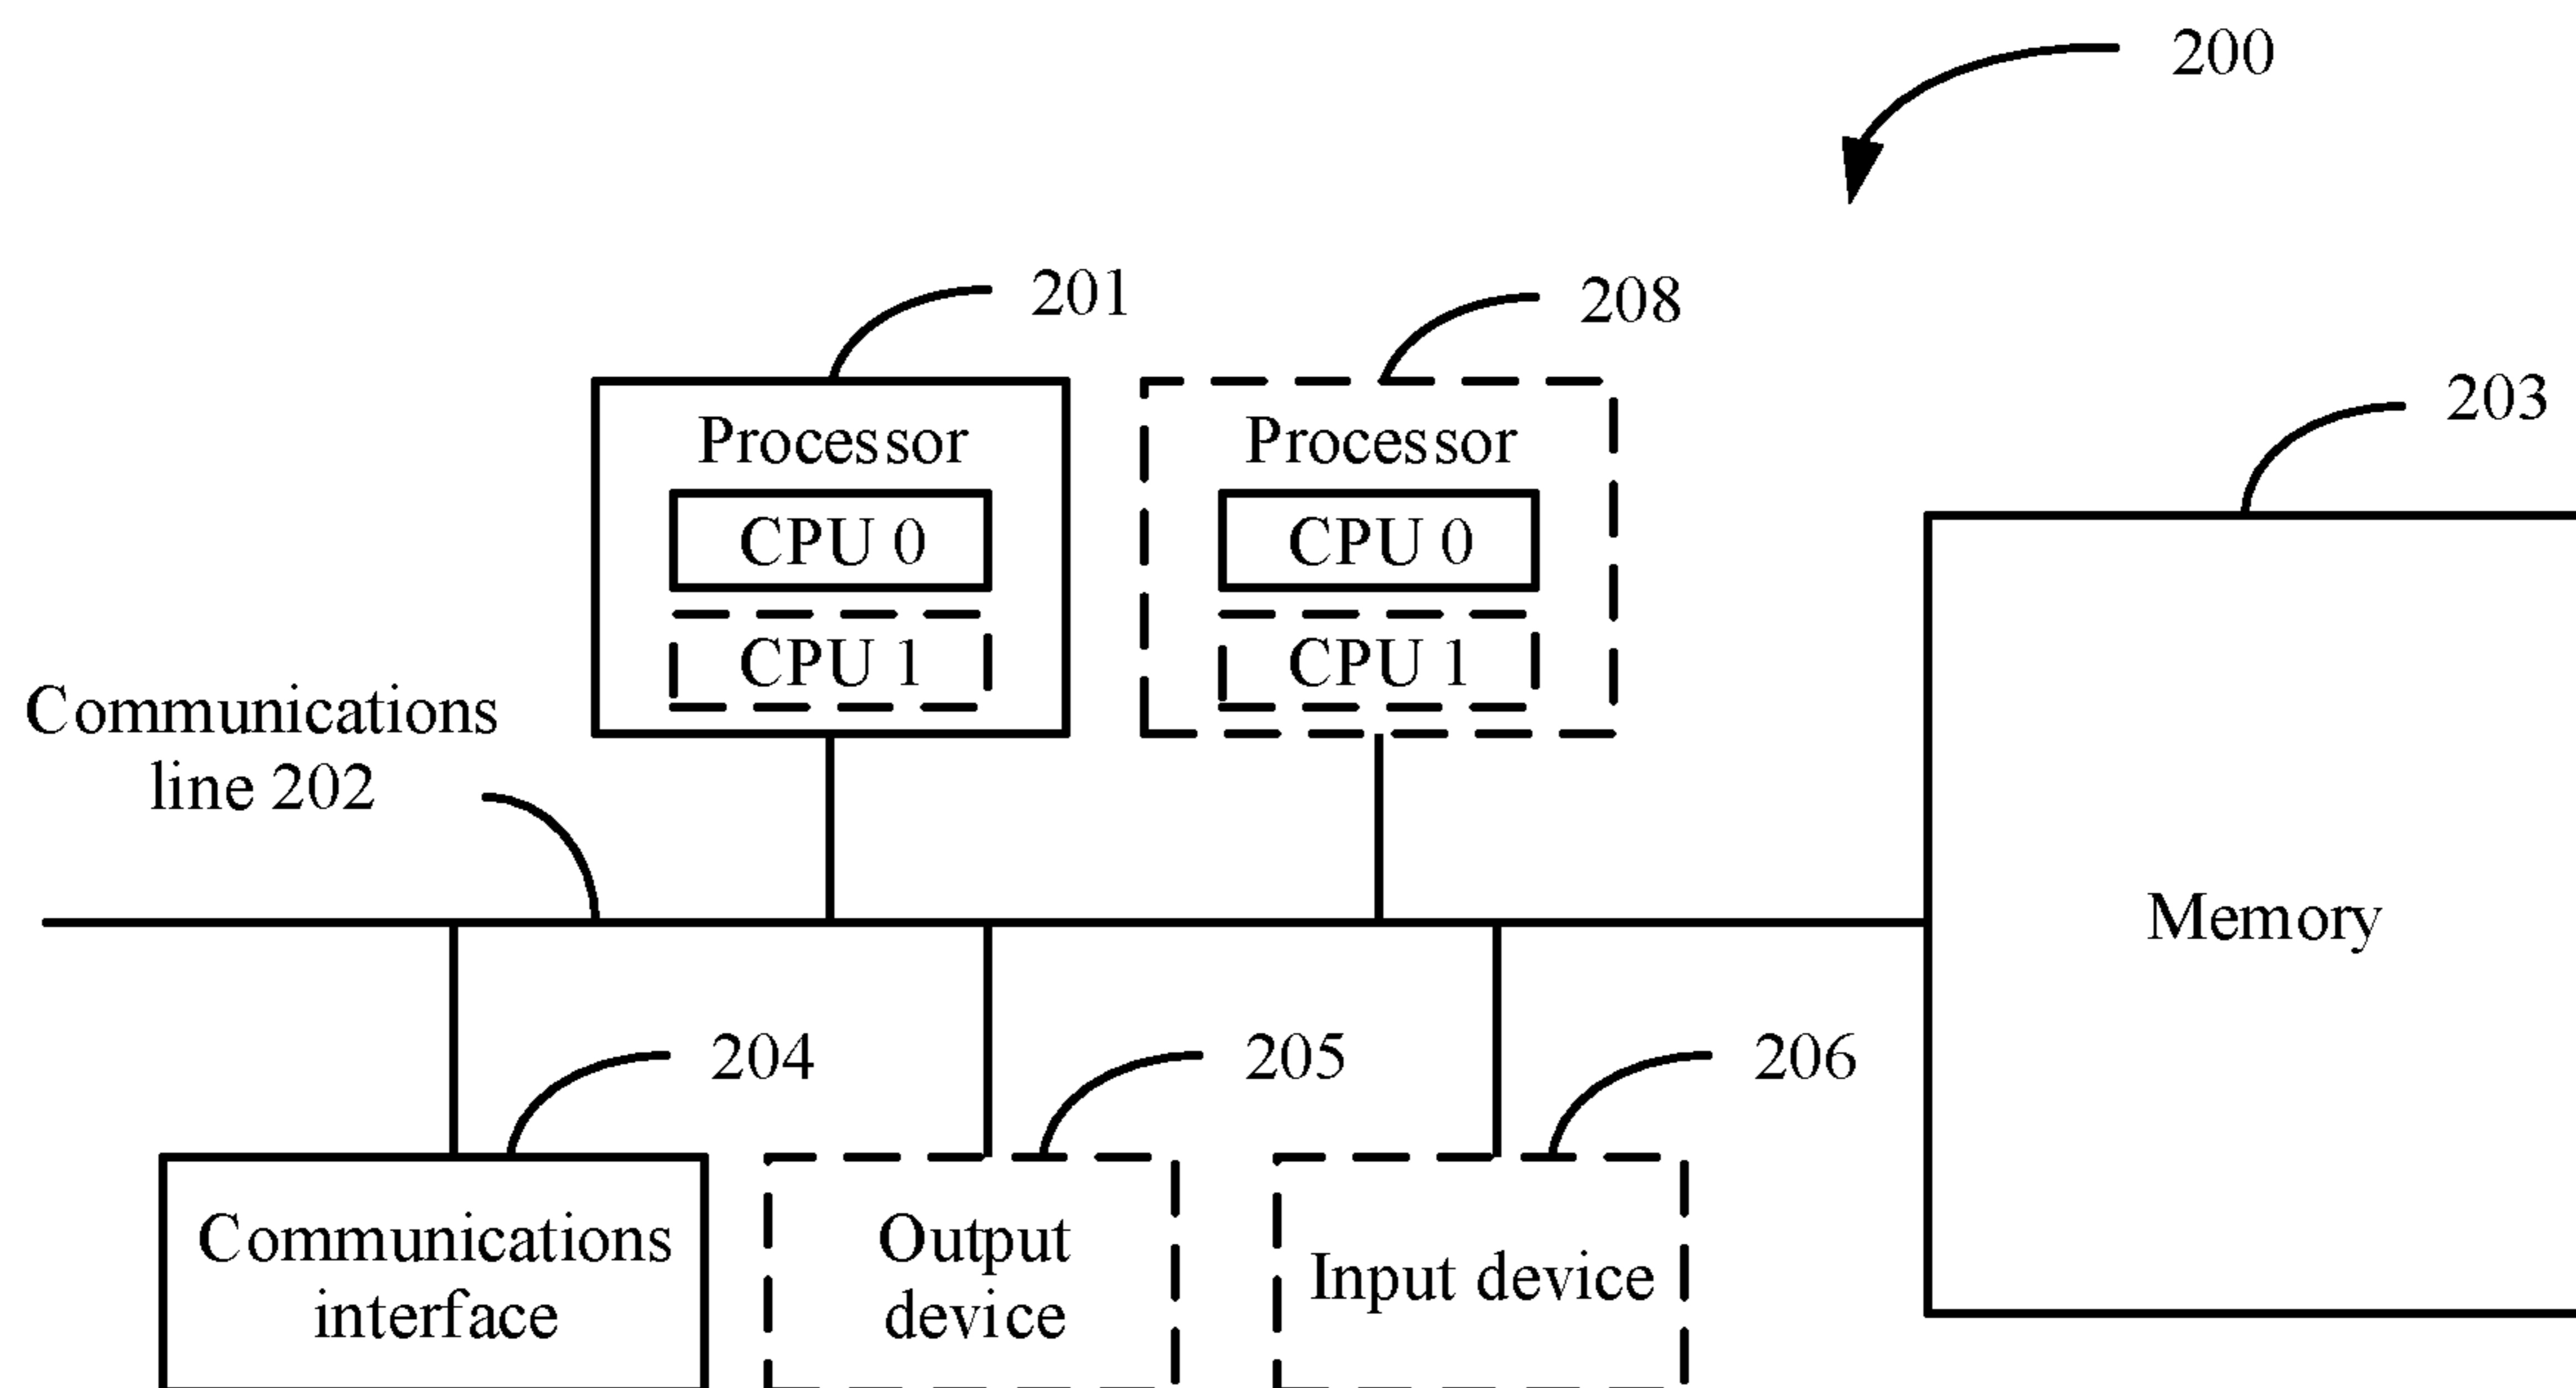 200
201
208
203
Processor
Processor
CPU 0
CPU 0
CPU 1
CPU 1
Communications
line 202
Memory
204
205
206
Communications
interface
Output
device
Input device